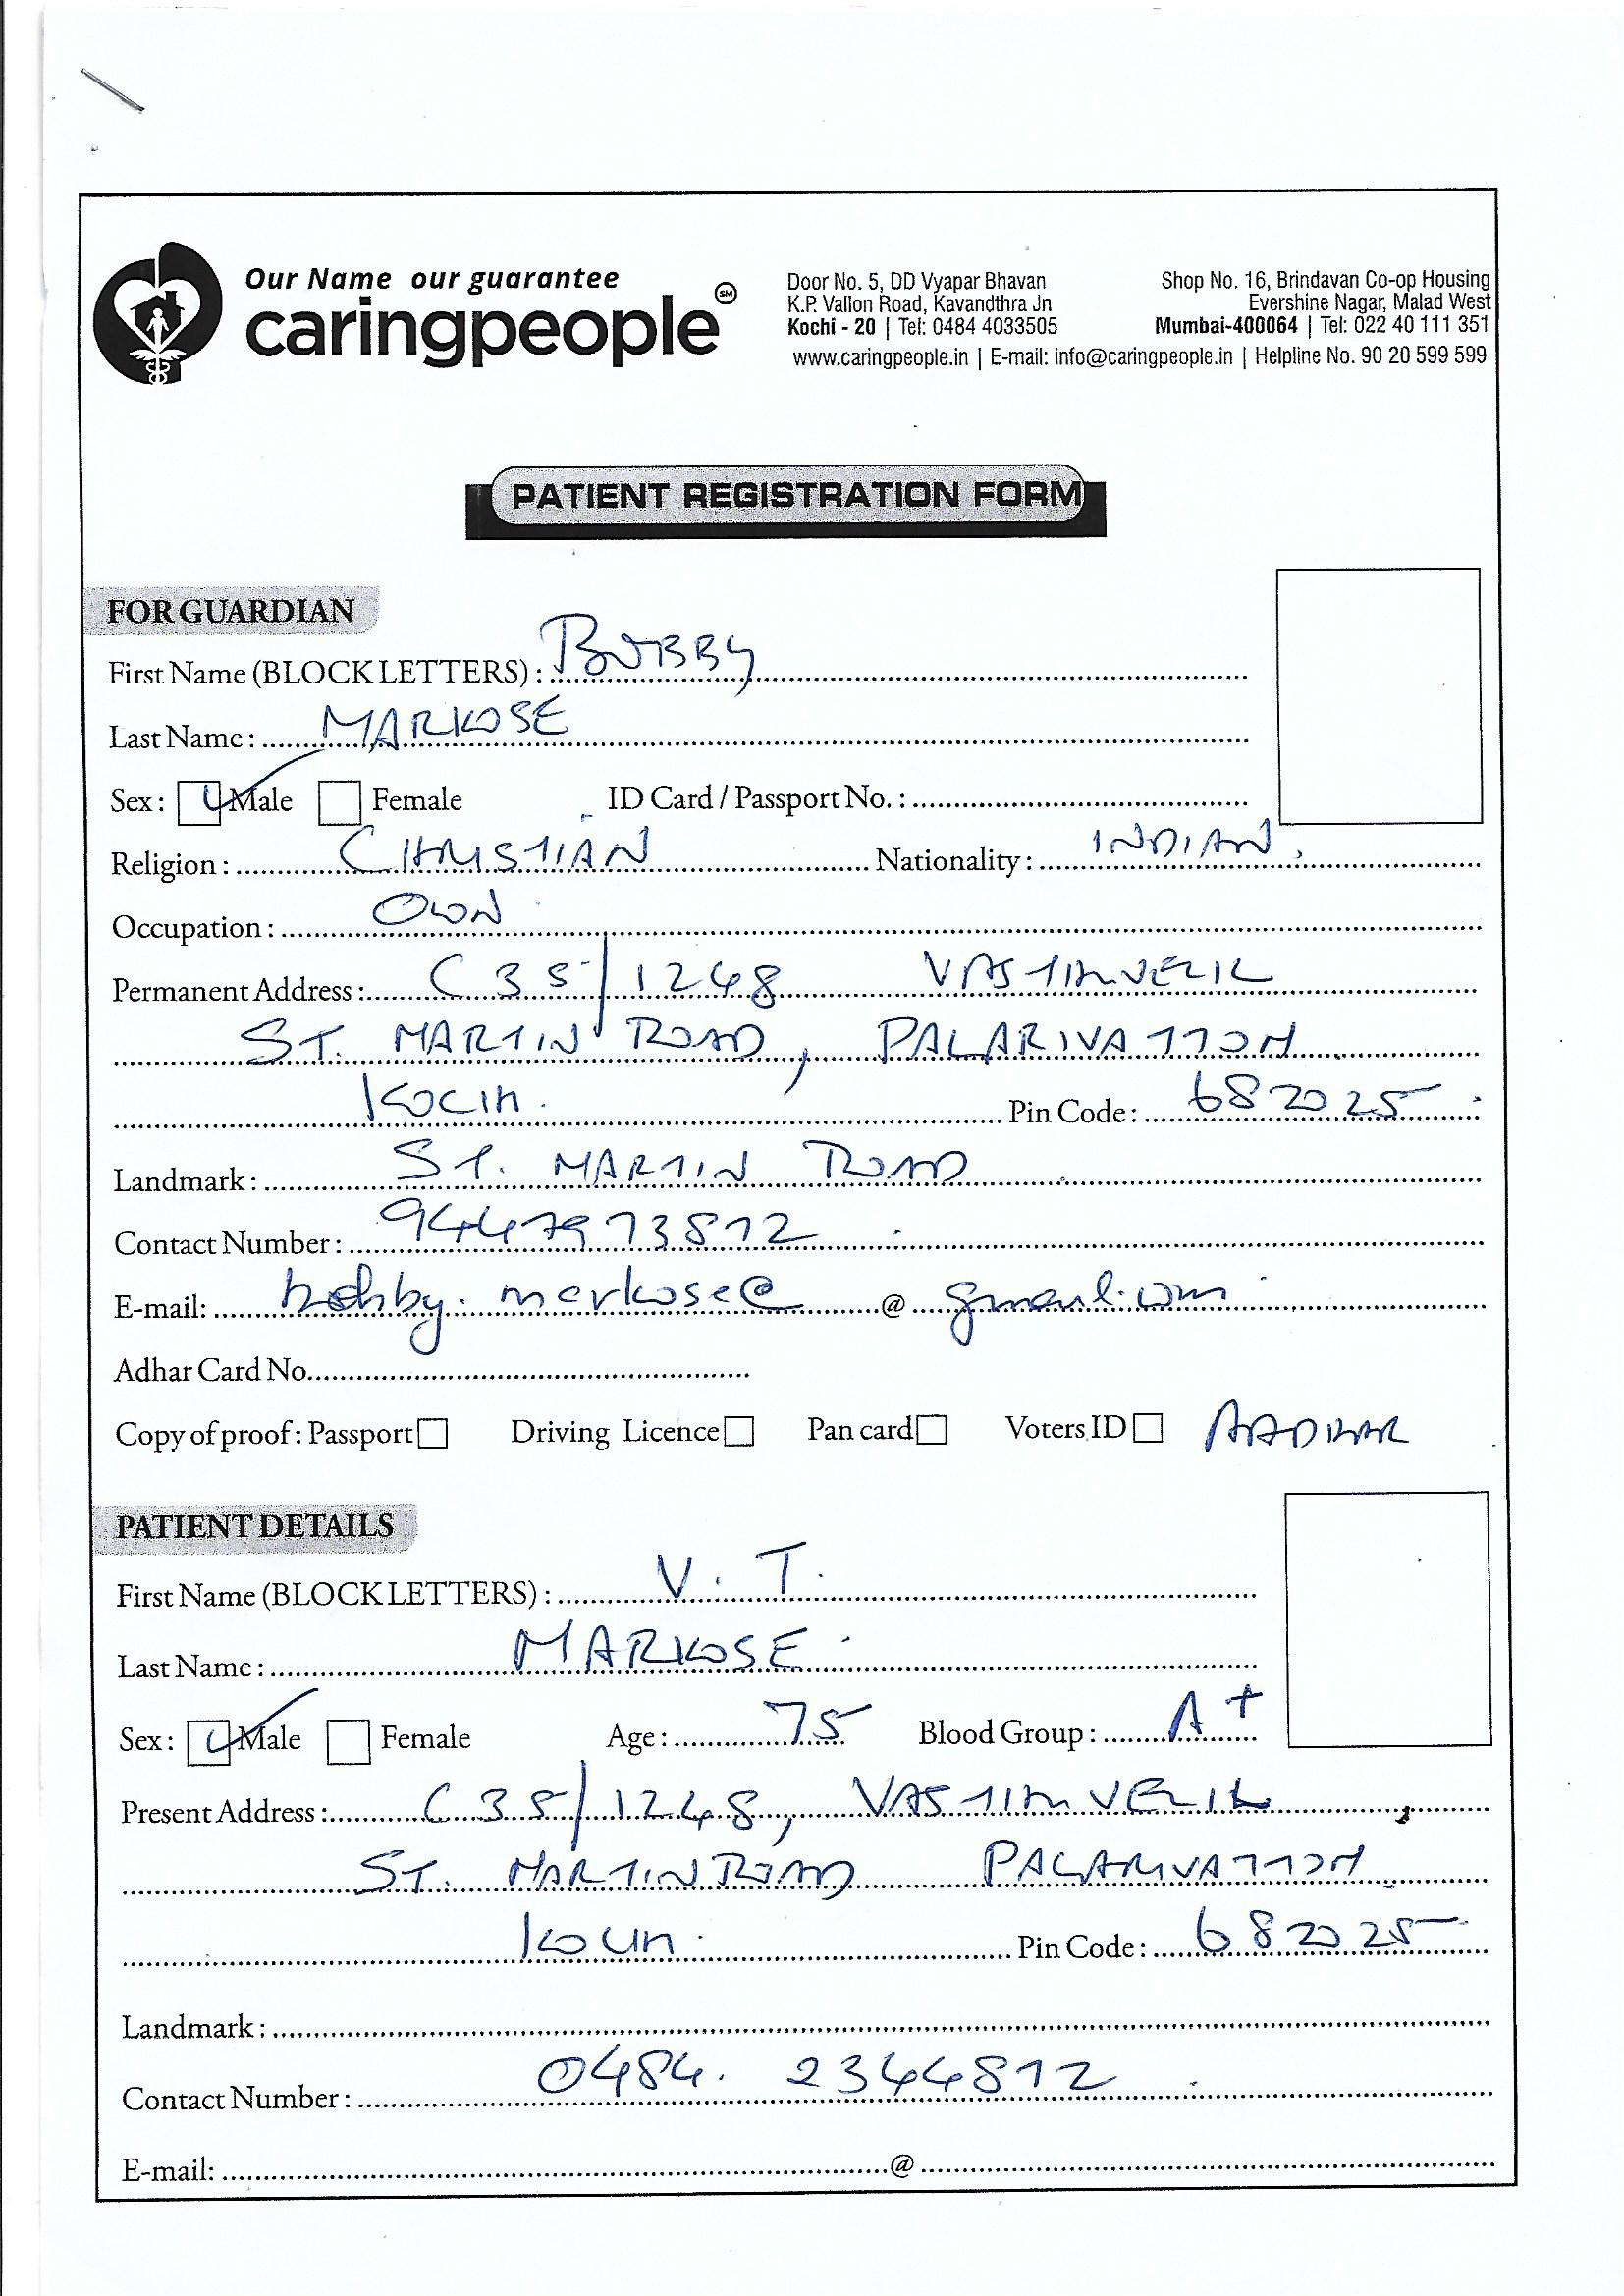 Our Name our guarantee
caringpeople SM
Door No. 5, DD Vyapar Bhavan
K.P. Vallon Road, Kavandthra Jn
Kochi - 20 | Tel: 0484 4033505
Shop No. 16, Brindavan Co-op Housing
Evershine Nagar, Malad West
Mumbai-400064 | Tel: 022 40 111 351
www.caringpeople.in | E-mail: info@caringpeople.in | Helpline No. 90 20 599 599
PATIENT REGISTRATION FORM
FOR GUARDIAN
First Name (BLOCK LETTERS) : BOBBY
Last Name : MARKOSE
Sex : Male Female ID Card / Passport No. :
Religion : CHRISTIAN Nationality : INDIAN
Occupation : OWN
Permanent Address : C 35/1248
ST. MARTIN ROAD, PALARIVATTOM
KOCHI. Pin Code : 682025
Landmark : ST. MARTIN ROAD
Contact Number :
E-mail: bobby.markose@ @ gmail.com
Adhar Card No.
Copy of proof : Passport Driving Licence Pan card Voters ID AADHAR
PATIENT DETAILS
First Name (BLOCK LETTERS) : V. T.
Last Name : MARKOSE
Sex : Male Female Age : 75 Blood Group : A+
Present Address : C 35/1248,
ST. MARTIN ROAD PALARIVATTOM
KOCHI. Pin Code : 682025
Landmark :
Contact Number : 0484. 2344812
E-mail: @